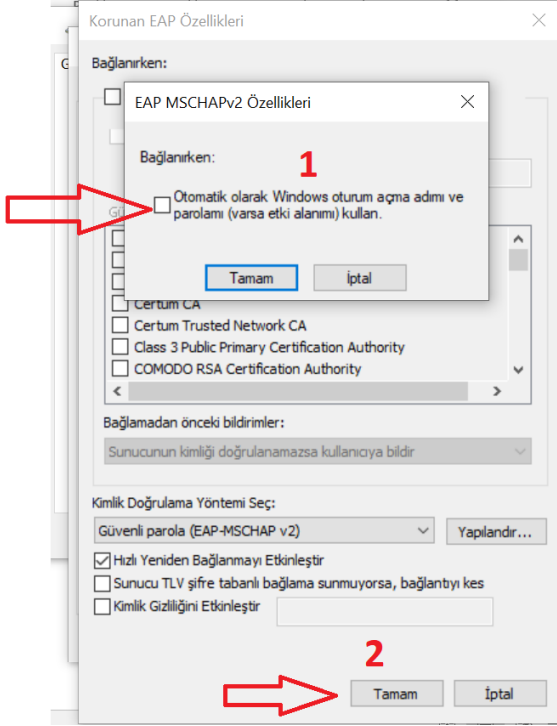 Korunan EAP Özellikleri
Bağlanırken:
EAP MSCHAPv2 Özellikleri
Bağlanırken:
1
Otomatik olarak Windows oturum açma adımı ve
parolamı (varsa etki alanımı) kullan.
Tamam
İptal
Certum CA
Certum Trusted Network CA
Class 3 Public Primary Certification Authority
COMODO RSA Certification Authority
Bağlamadan önceki bildirimler:
Sunucunun kimliği doğrulanamazsa kullanıcıya bildir
Kimlik Doğrulama Yöntemi Seç:
Güvenli parola (EAP-MSCHAP v2)
Yapılandır...
Hızlı Yeniden Bağlanmayı Etkinleştir
Sunucu TLV şifre tabanlı bağlama sunmuyorsa, bağlantıyı kes
Kimlik Gizliliğini Etkinleştir
2
Tamam
İptal